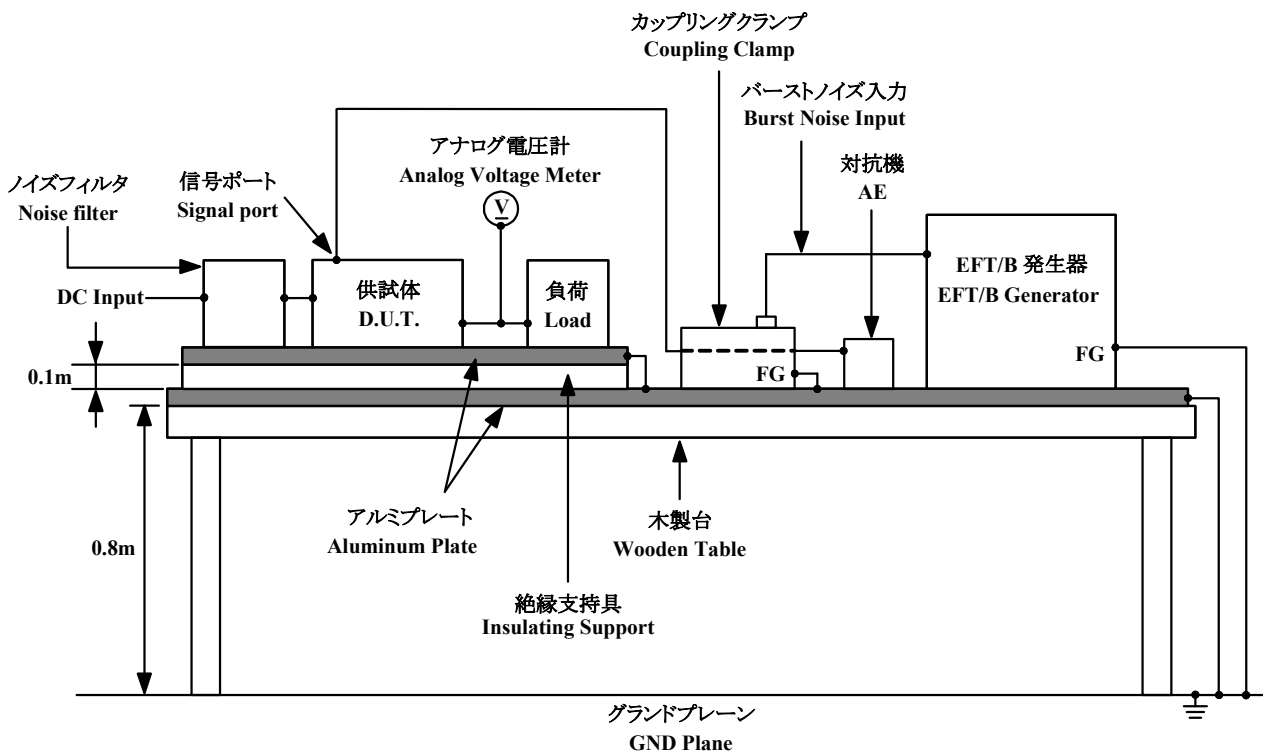 カップリングクランプ
Coupling Clamp
バーストノイズ入力
Burst Noise Input
アナログ電圧計
Analog Voltage Meter
対抗機
AE
ノイズフィルタ
Noise filter
信号ポート
Signal port
V
DC Input
供試体
D.U.T.
負荷
Load
EFT/B 発生器
EFT/B Generator
FG
FG
0.1m
アルミプレート
Aluminum Plate
木製台
Wooden Table
0.8m
絶縁支持具
Insulating Support
グランドプレーン
GND Plane